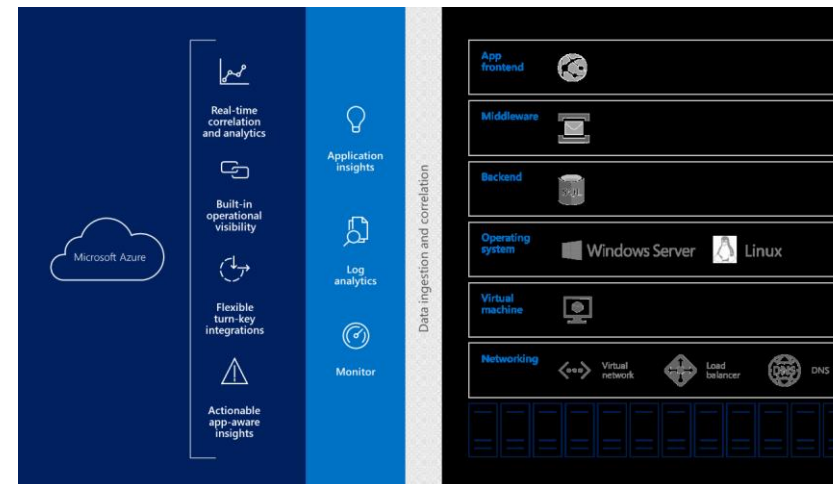 Microsoft Azure
Real-time
correlation
and analytics
Built-in
operational
visibility
Flexible
turn-key
integrations
Actionable
app-aware
insights
Application
insights
Log
analytics
Monitor
Data ingestion and correlation
App
frontend
Middleware
Backend
SQL
Operating
system
Windows Server
Linux
Virtual
machine
Networking
Virtual
network
Load
balancer
DNS
DNS